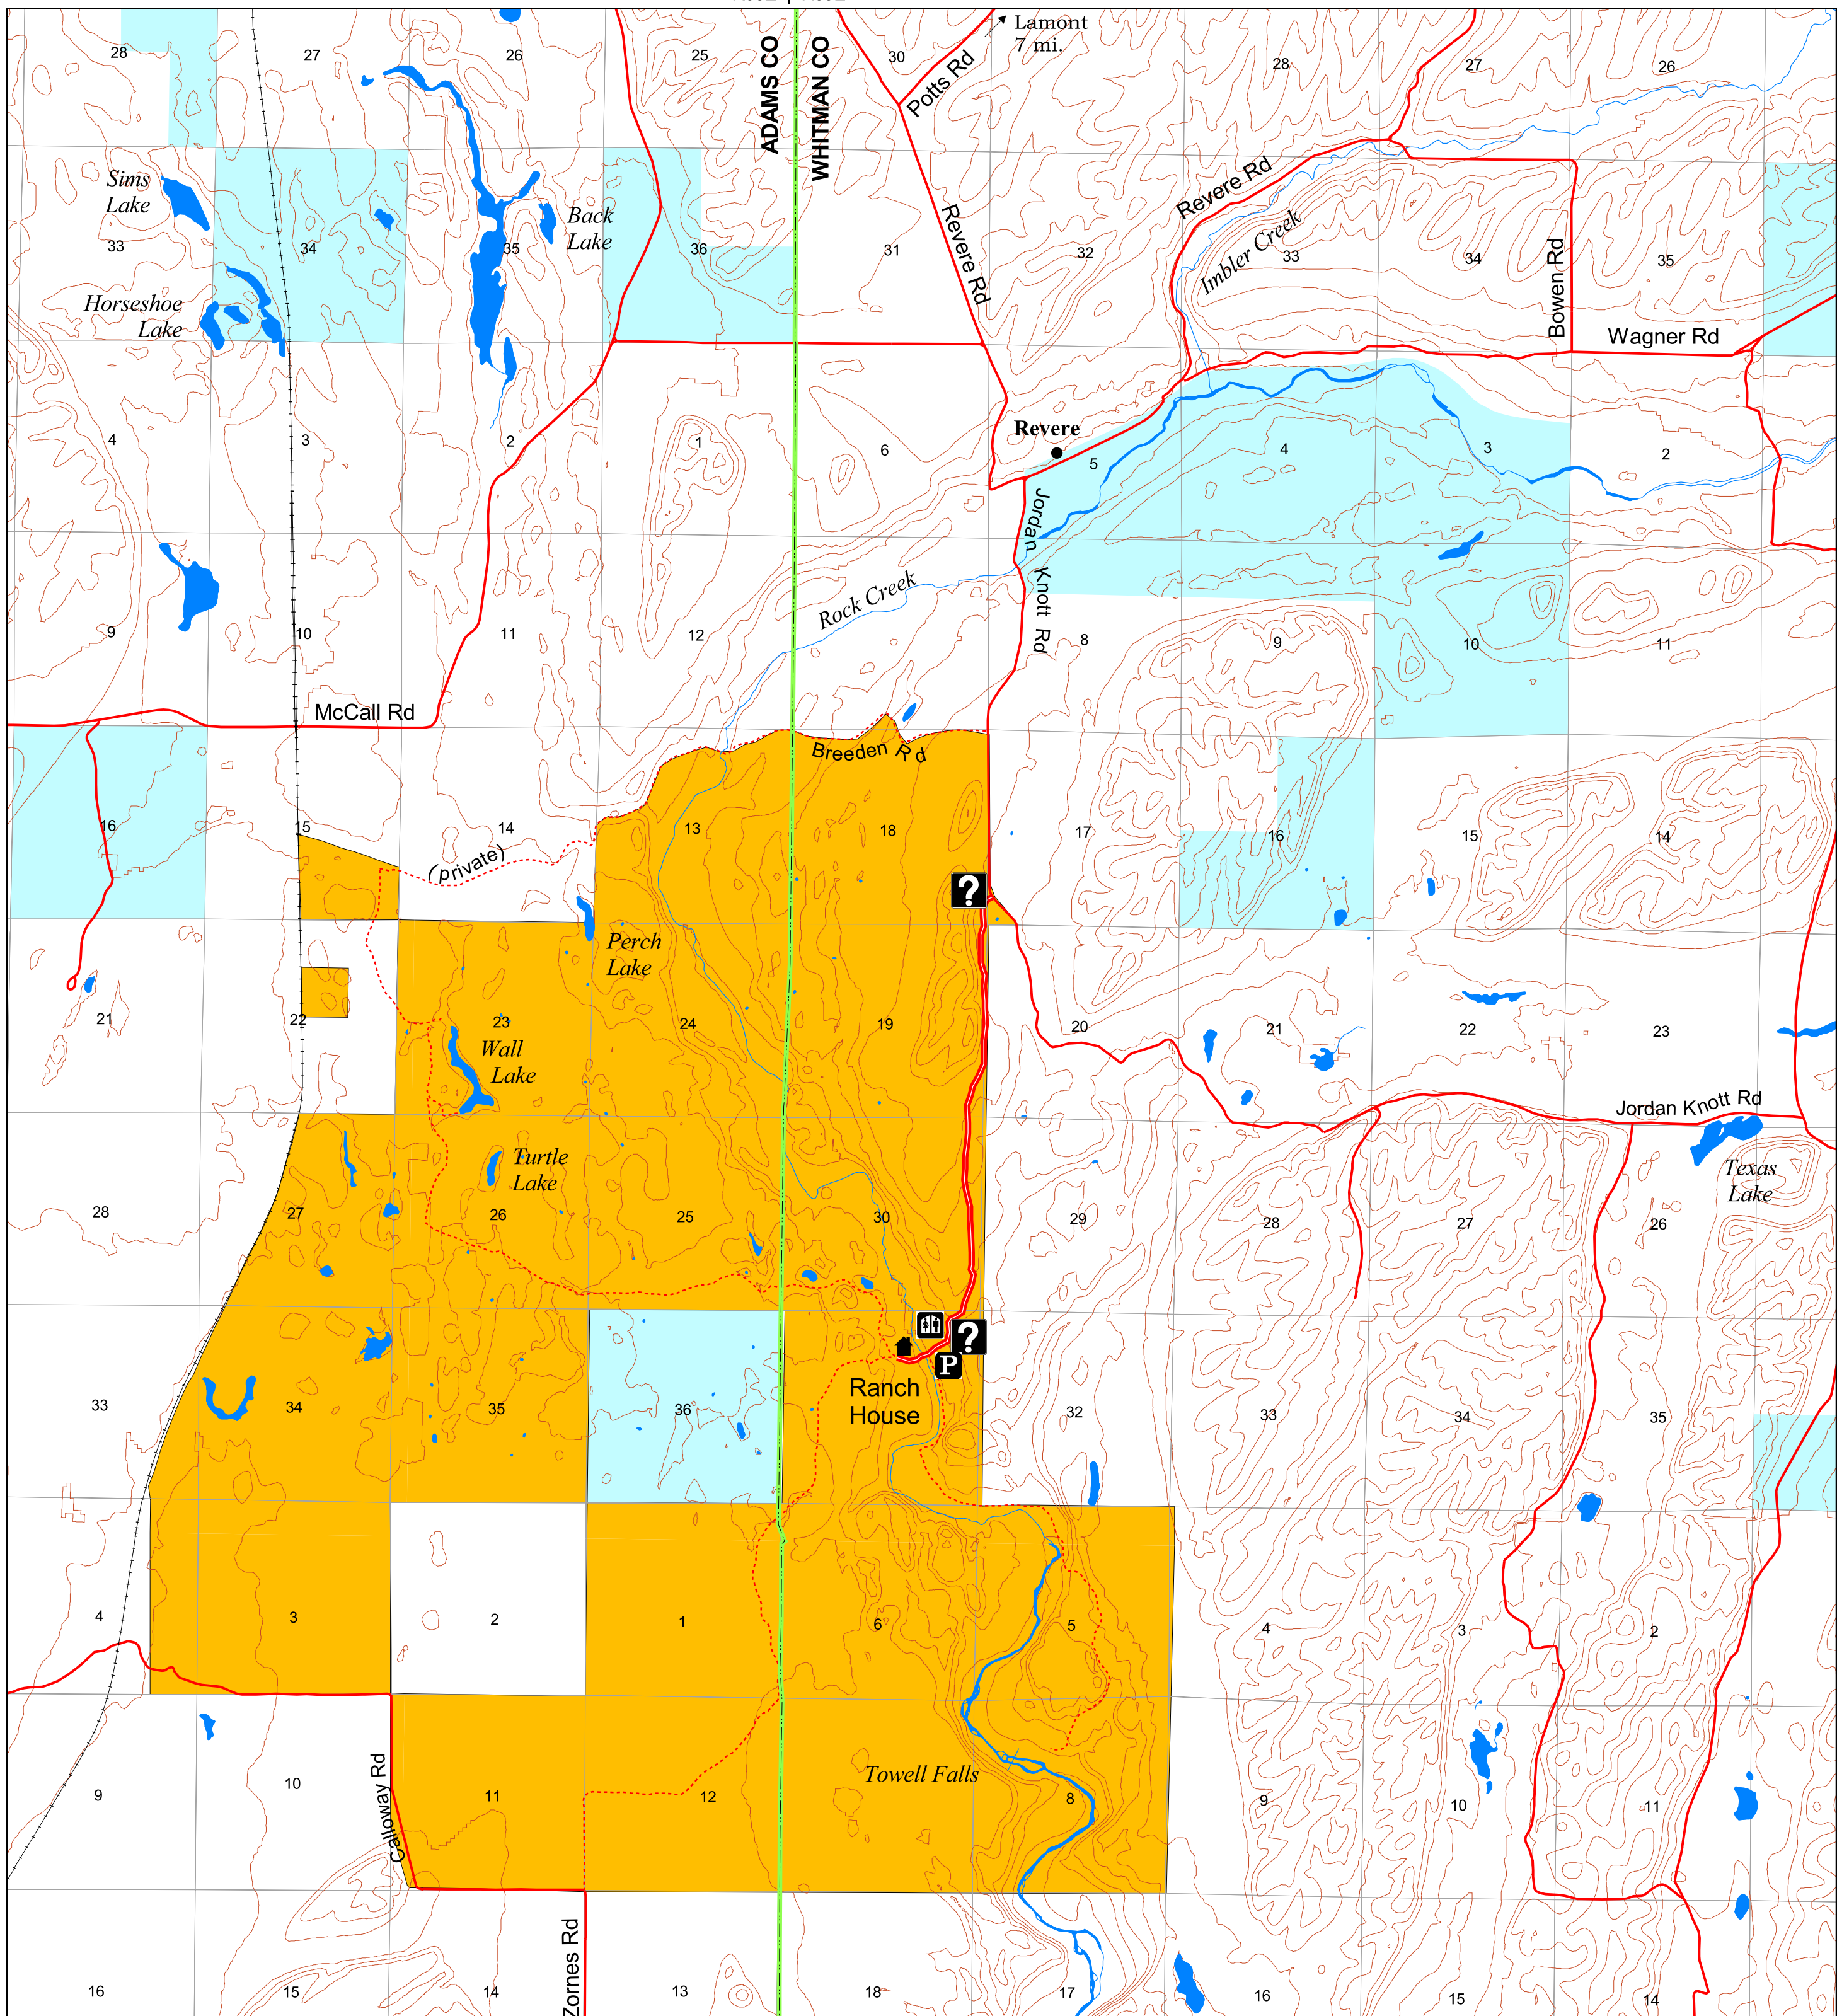 Lamont
7 mi.
28
27
26
25
ADAMS CO
WHITMAN CO
30
Potts Rd
28
27
26
Sims
Lake
33
34
35
Back
Lake
36
31
Revere Rd
32
Revere Rd
Imbler Creek
33
34
Bowen Rd
35
Horseshoe
Lake
Wagner Rd
4
3
2
1
6
Revere
5
4
3
2
Jordan Knott Rd
9
10
11
12
Rock Creek
8
9
10
11
McCall Rd
Breeden Rd
16
15
14
(private)
13
18
?
17
16
15
14
Perch
Lake
21
22
23
24
19
20
21
22
23
Wall
Lake
Jordan Knott Rd
Texas
Lake
Turtle
Lake
28
27
26
25
30
29
28
27
26
?
P
Ranch
House
33
34
35
36
32
33
34
35
4
3
2
1
6
5
4
3
2
Calloway Rd
Towell Falls
9
10
11
12
8
9
10
11
Zornes Rd
16
15
14
13
18
17
16
15
14